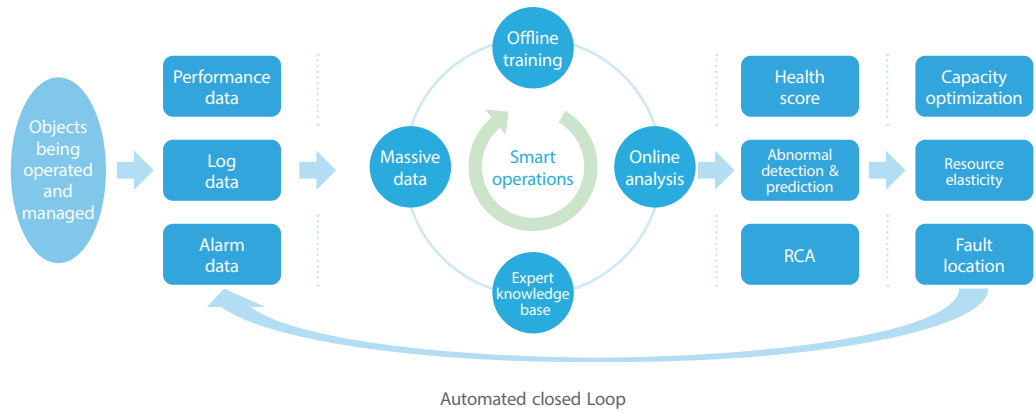 Objects
being
operated
and
managed
Performance
data
Log
data
Alarm
data
Offline
training
Massive
data
Smart
operations
Online
analysis
Expert
knowledge
base
Health
score
Abnormal
detection &
prediction
RCA
Capacity
optimization
Resource
elasticity
Fault
location
Automated closed Loop